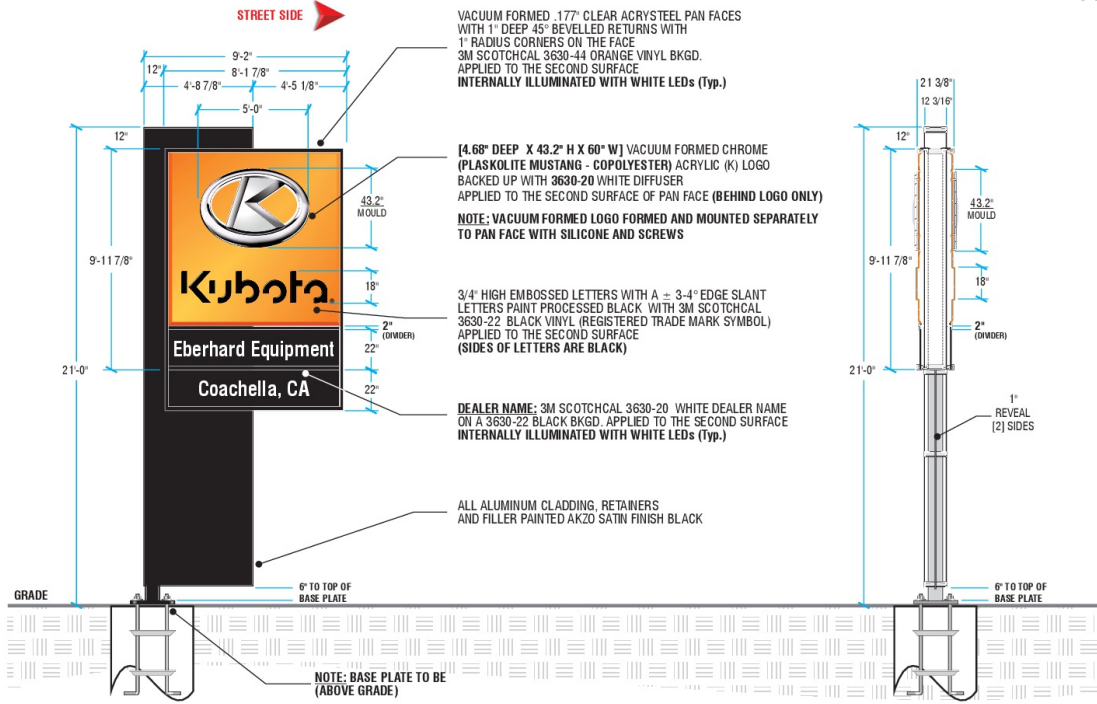 STREET SIDE
VACUUM FORMED .177" CLEAR ACRYSTEEL PAN FACES
WITH 1" DEEP 45° BEVELLED RETURNS WITH
1" RADIUS CORNERS ON THE FACE
3M SCOTCHCAL 3630-44 ORANGE VINYL BKGD.
APPLIED TO THE SECOND SURFACE
INTERNALLY ILLUMINATED WITH WHITE LEDs (Typ.)
9'-2"
12"
8'-1 7/8"
4'-8 7/8"
4'-5 1/8"
5'-0"
12"
[4.68" DEEP X 43.2" H X 60" W] VACUUM FORMED CHROME
(PLASKOLITE MUSTANG - COPOLYESTER) ACRYLIC (K) LOGO
BACKED UP WITH 3630-20 WHITE DIFFUSER
APPLIED TO THE SECOND SURFACE OF PAN FACE (BEHIND LOGO ONLY)
NOTE: VACUUM FORMED LOGO FORMED AND MOUNTED SEPARATELY
TO PAN FACE WITH SILICONE AND SCREWS
43.2"
MOULD
9'-11 7/8"
Kubota
18"
3/4" HIGH EMBOSSED LETTERS WITH A ± 3-4° EDGE SLANT
LETTERS PAINT PROCESSED BLACK WITH 3M SCOTCHCAL
3630-22 BLACK VINYL (REGISTERED TRADE MARK SYMBOL)
APPLIED TO THE SECOND SURFACE
(SIDES OF LETTERS ARE BLACK)
2"
(DIVIDER)
Eberhard Equipment
22"
Coachella, CA
22"
21'-0"
DEALER NAME: 3M SCOTCHCAL 3630-20 WHITE DEALER NAME
ON A 3630-22 BLACK BKGD. APPLIED TO THE SECOND SURFACE
INTERNALLY ILLUMINATED WITH WHITE LEDs (Typ.)
ALL ALUMINUM CLADDING, RETAINERS
AND FILLER PAINTED AKZO SATIN FINISH BLACK
6" TO TOP OF
BASE PLATE
GRADE
NOTE: BASE PLATE TO BE
(ABOVE GRADE)
21 3/8"
12 3/16"
12"
43.2"
MOULD
9'-11 7/8"
18"
2"
(DIVIDER)
21'-0"
1"
REVEAL
[2] SIDES
6" TO TOP OF
BASE PLATE